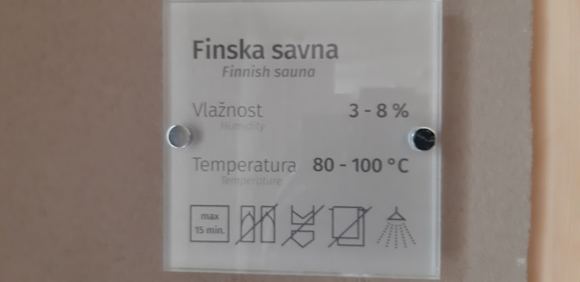 Finska savna
Finnish sauna
Vlažnost 3 - 8 %
Humidity
Temperatura 80 - 100 °C
Temperature
max
15 min.